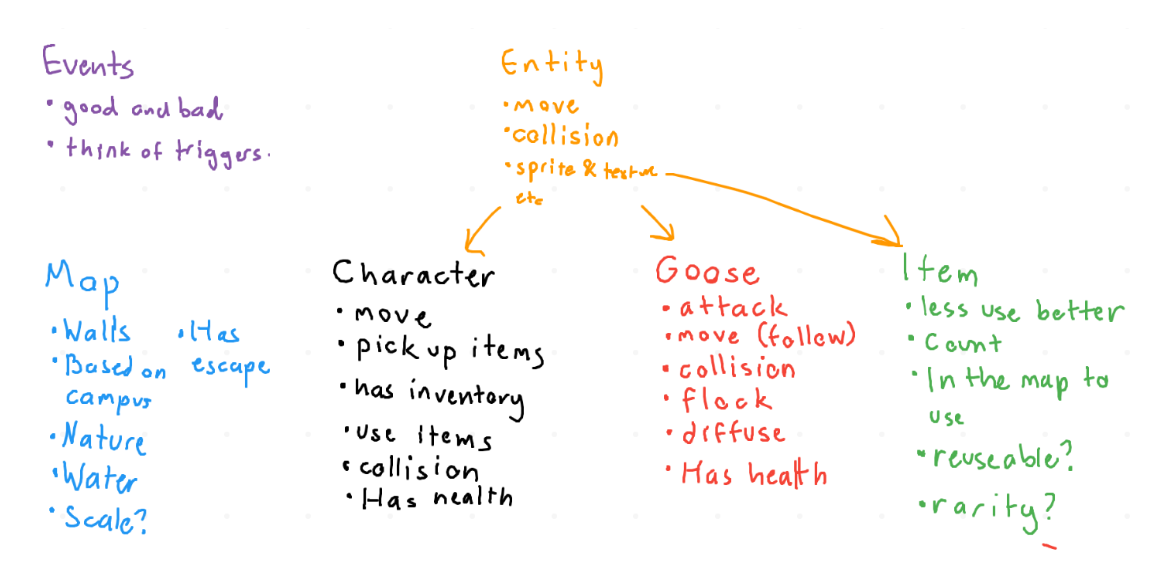 Events
• good and bad
• think of triggers.
Entity
• move
• collision
• sprite & texture
etc
Map
• Walls
• Based on
campus
• Nature
• Water
• Scale?
• Has
escape
Character
• move
• pick up items
• has inventory
• use items
• collision
• Has health
Goose
• attack
• move (follow)
• collision
• flock
• diffuse
• Has health
Item
• less use better
• Count
• In the map to
use
• reuseable?
• rarity?